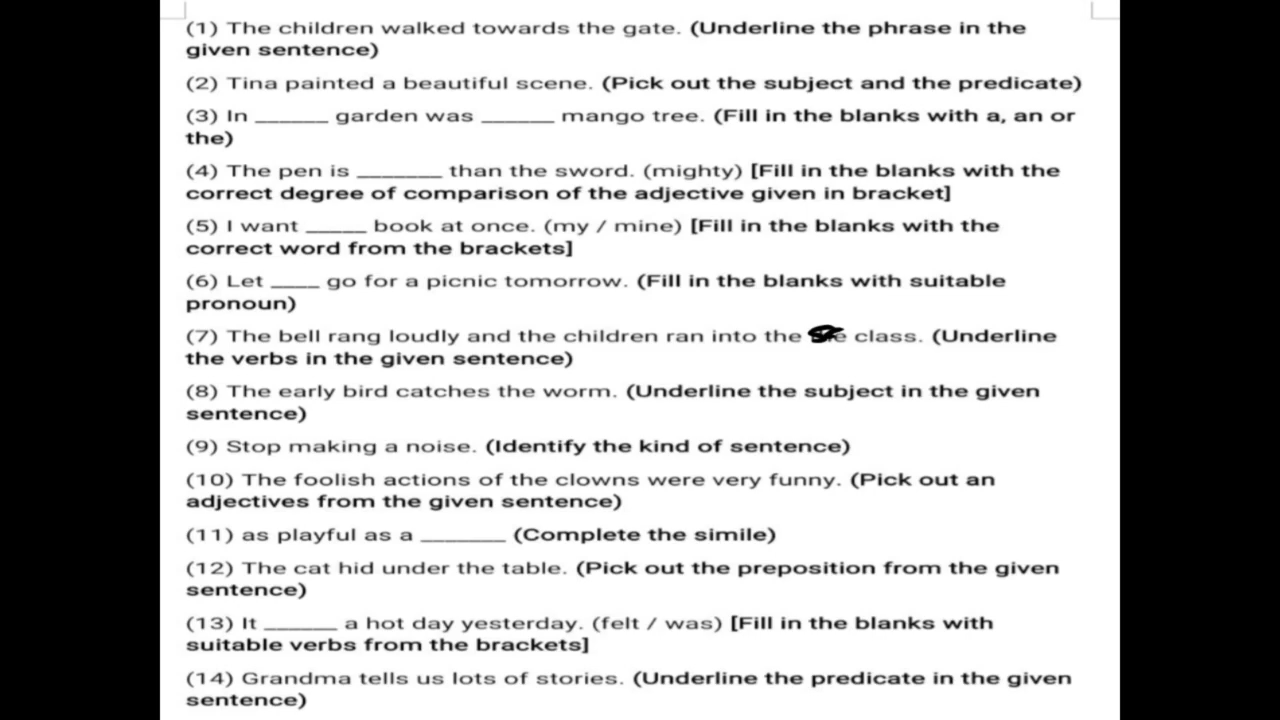 (1) The children walked towards the gate. (Underline the phrase in the
given sentence)
(2) Tina painted a beautiful scene. (Pick out the subject and the predicate)
(3) In ______ garden was ______ mango tree. (Fill in the blanks with a, an or
the)
(4) The pen is _______ than the sword. (mighty) [Fill in the blanks with the
correct degree of comparison of the adjective given in bracket]
(5) I want _____ book at once. (my / mine) [Fill in the blanks with the
correct word from the brackets]
(6) Let ____ go for a picnic tomorrow. (Fill in the blanks with suitable
pronoun)
(7) The bell rang loudly and the children ran into the class. (Underline
the verbs in the given sentence)
(8) The early bird catches the worm. (Underline the subject in the given
sentence)
(9) Stop making a noise. (Identify the kind of sentence)
(10) The foolish actions of the clowns were very funny. (Pick out an
adjectives from the given sentence)
(11) as playful as a _______ (Complete the simile)
(12) The cat hid under the table. (Pick out the preposition from the given
sentence)
(13) It ______ a hot day yesterday. (felt / was) [Fill in the blanks with
suitable verbs from the brackets]
(14) Grandma tells us lots of stories. (Underline the predicate in the given
sentence)